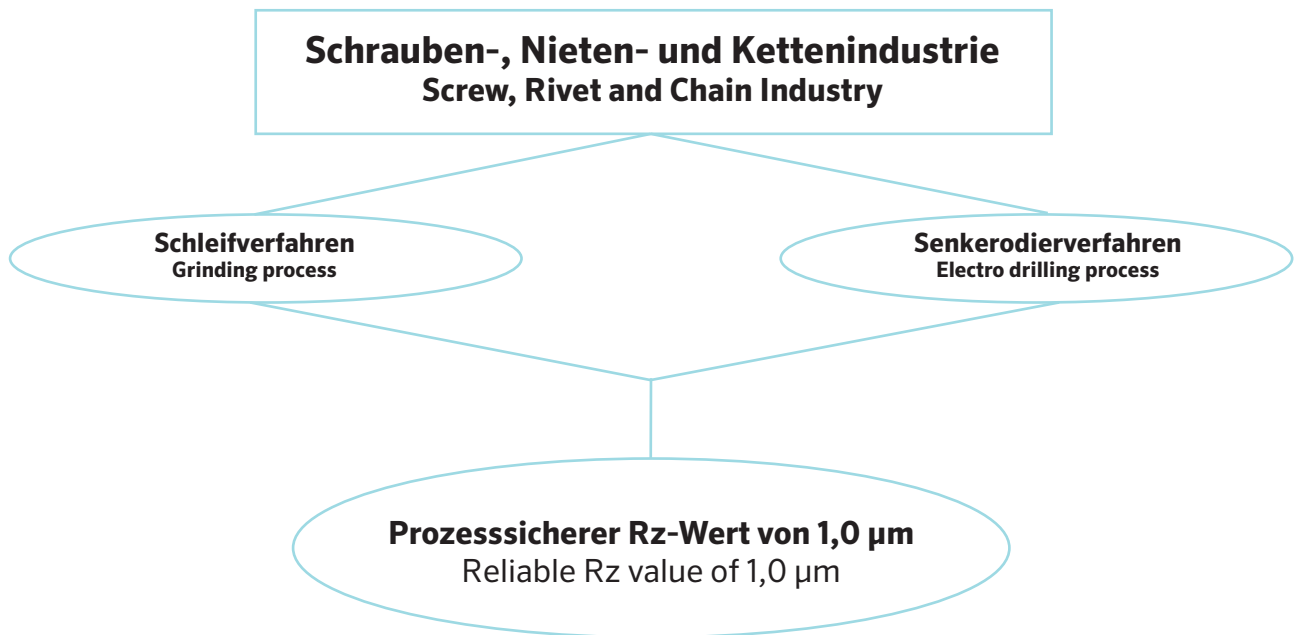 Schrauben-, Nieten- und Kettenindustrie
Screw, Rivet and Chain Industry
Schleifverfahren
Grinding process
Senkerodierverfahren
Electro drilling process
Prozesssicherer Rz-Wert von 1,0 µm
Reliable Rz value of 1,0 µm